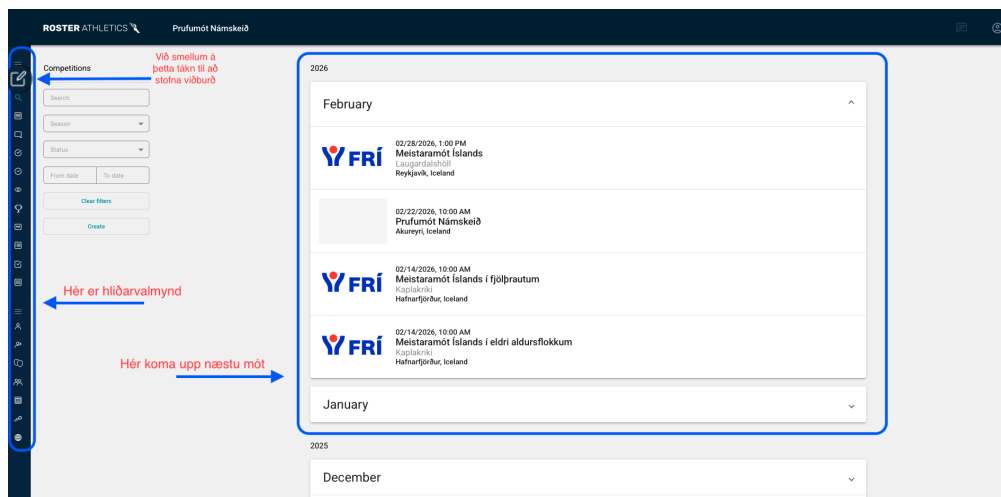 ROSTER ATHLETICS
Prufumót Námskeið
Við smellum á
þetta tákn til að
stofna viðburð
Competitions
Search
Season
Status
From date
To date
Clear filters
Create
Hér er hliðarvalmynd
Hér koma upp næstu mót
2026
February
02/28/2026, 1:00 PM
FRÍ
Meistaramót Íslands
Laugardalshöll
Reykjavík, Iceland
02/22/2026, 10:00 AM
Prufumót Námskeið
Akureyri, Iceland
02/14/2026, 10:00 AM
FRÍ
Meistaramót Íslands í fjölþrautum
Kaplakriki
Hafnarfjörður, Iceland
02/14/2026, 10:00 AM
FRÍ
Meistaramót Íslands í eldri aldursflokkum
Kaplakriki
Hafnarfjörður, Iceland
January
2025
December